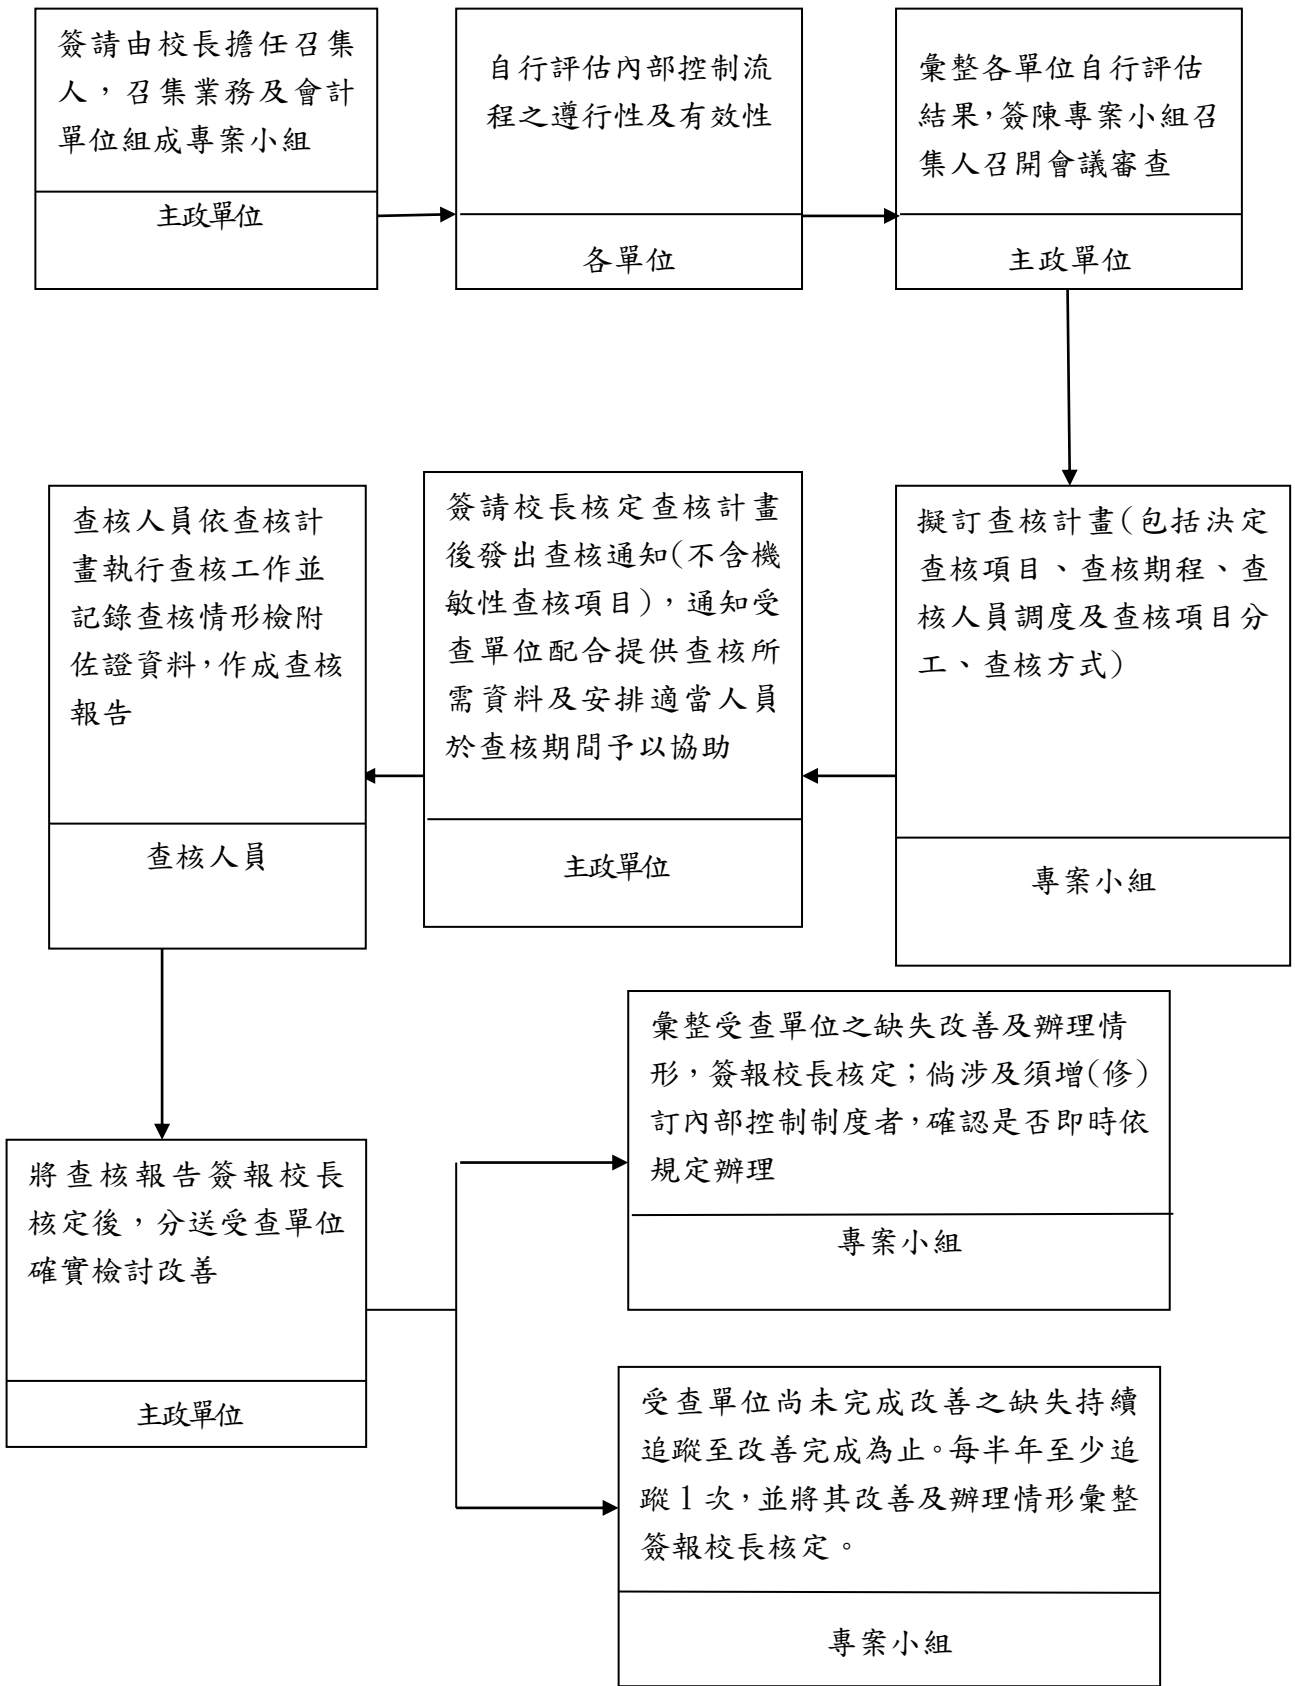 簽請由校長擔任召集
人，召集業務及會計
單位組成專案小組
主政單位
自行評估內部控制流
程之遵行性及有效性
各單位
彙整各單位自行評估
結果，簽陳專案小組召
集人召開會議審查
主政單位
擬訂查核計畫(包括決定
查核項目、查核期程、查
核人員調度及查核項目分
工、查核方式)
專案小組
簽請校長核定查核計畫
後發出查核通知(不含機
敏性查核項目)，通知受
查單位配合提供查核所
需資料及安排適當人員
於查核期間予以協助
主政單位
查核人員依查核計
畫執行查核工作並
記錄查核情形檢附
佐證資料，作成查核
報告
查核人員
將查核報告簽報校長
核定後，分送受查單位
確實檢討改善
主政單位
彙整受查單位之缺失改善及辦理情
形，簽報校長核定；倘涉及須增(修)
訂內部控制制度者，確認是否即時依
規定辦理
專案小組
受查單位尚未完成改善之缺失持續
追蹤至改善完成為止。每半年至少追
蹤1次，並將其改善及辦理情形彙整
簽報校長核定。
專案小組